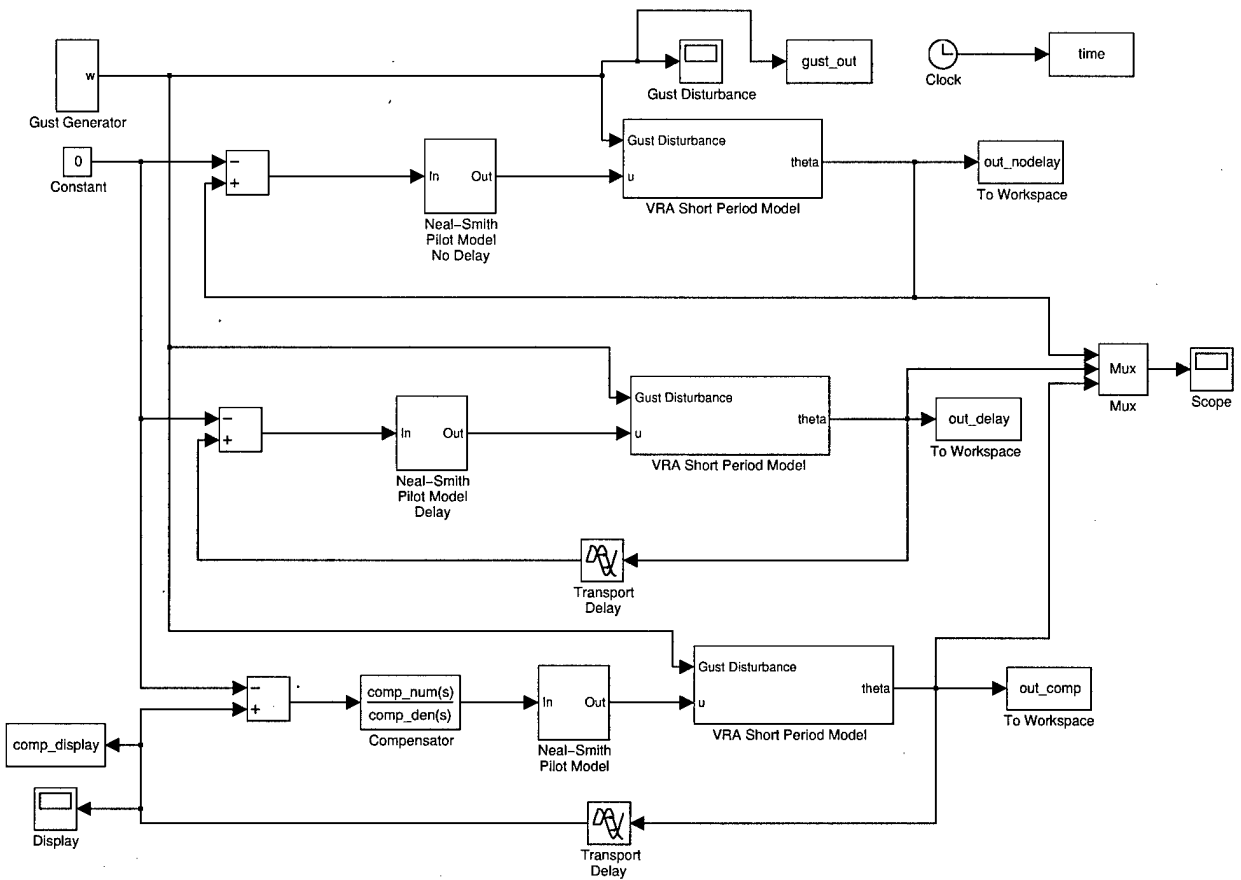 w
Gust Generator
Gust Disturbance
gust_out
Clock
time
0
Constant
−
+
In
Out
Neal−Smith
Pilot Model
No Delay
Gust Disturbance
u
theta
VRA Short Period Model
out_nodelay
To Workspace
Mux
Mux
Scope
−
+
In
Out
Neal−Smith
Pilot Model
Delay
Gust Disturbance
u
theta
VRA Short Period Model
out_delay
To Workspace
Transport
Delay
−
+
comp_num(s)
comp_den(s)
Compensator
In
Out
Neal−Smith
Pilot Model
Gust Disturbance
u
theta
VRA Short Period Model
out_comp
To Workspace
comp_display
Display
Transport
Delay